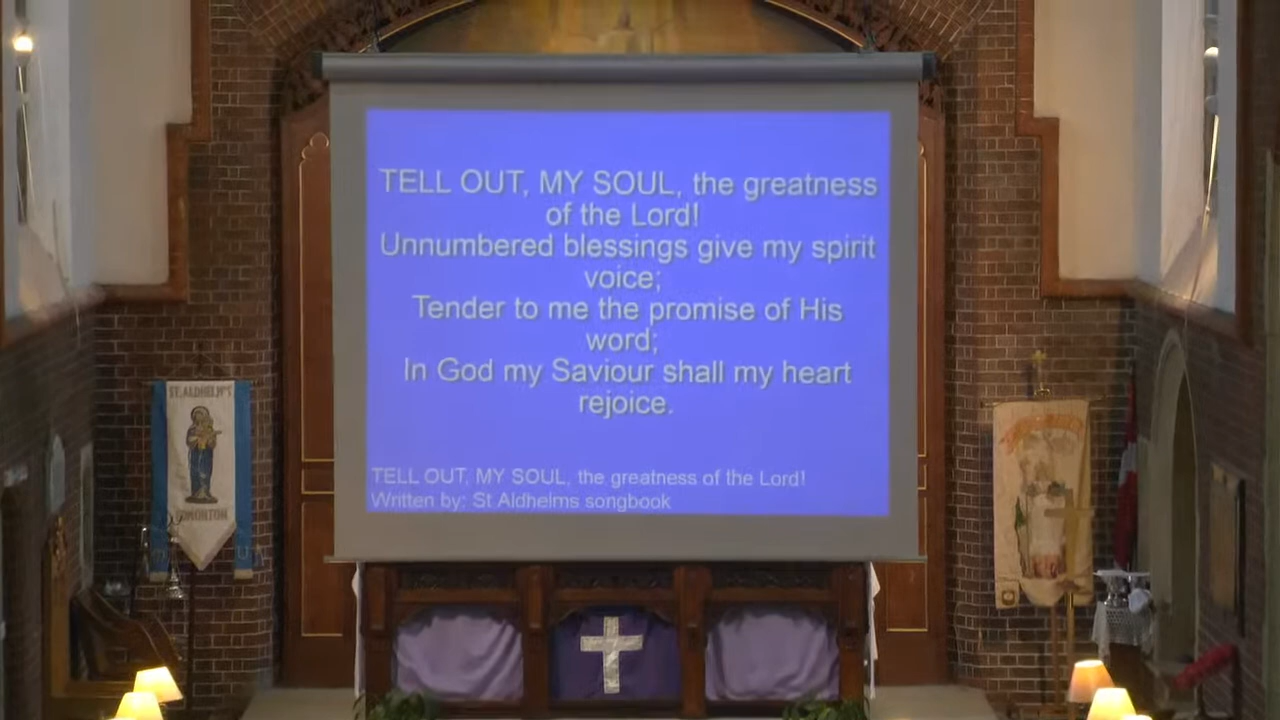 TELL OUT, MY SOUL, the greatness
of the Lord!
Unnumbered blessings give my spirit
voice;
Tender to me the promise of His
word;
In God my Saviour shall my heart
rejoice.
TELL OUT, MY SOUL, the greatness of the Lord!
Written by: St Aldhelms songbook
ST. ALDHELM'S
EDMONTON